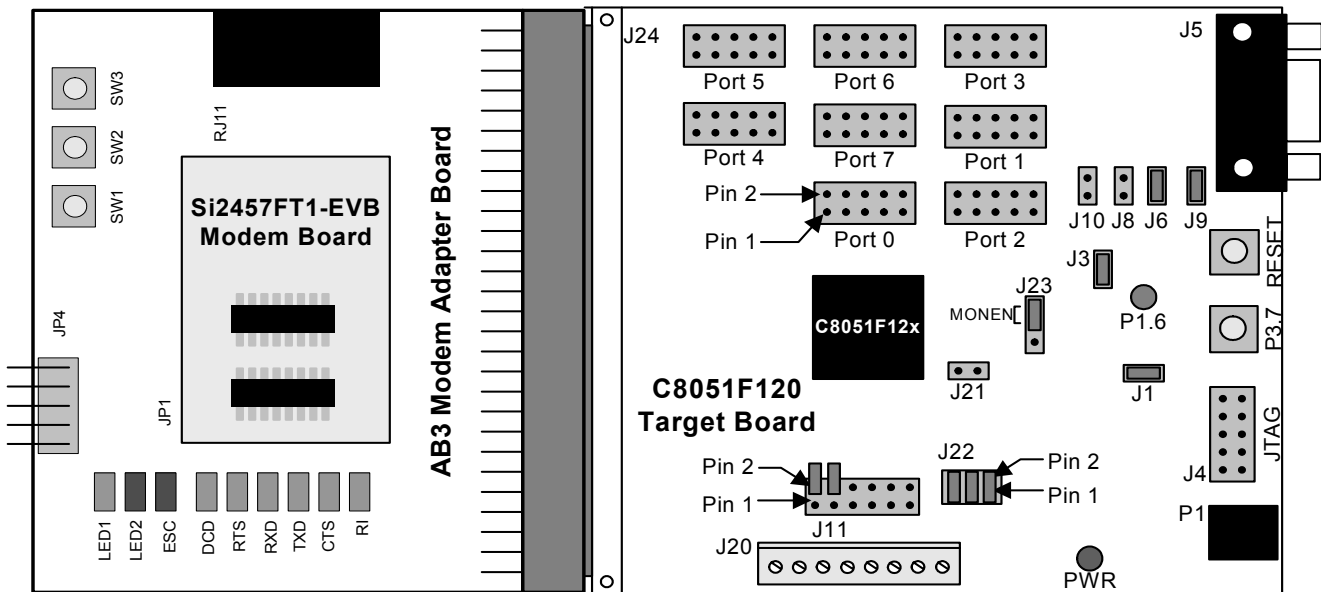 SW3
SW2
SW1
RJ11
Si2457FT1-EVB
Modem Board
JP4
JP1
AB3 Modem Adapter Board
LED1
LED2
ESC
DCD
RTS
RXD
TXD
CTS
RI
J24
Port 5
Port 6
Port 3
Port 4
Port 7
Port 1
Pin 2
Pin 1
Port 0
Port 2
J5
J10
J8
J6
J9
RESET
J3
J23
MONEN
P1.6
P3.7
C8051F12x
J21
J1
C8051F120
Target Board
JTAG
J4
Pin 2
Pin 1
J11
J22
Pin 2
Pin 1
J20
PWR
P1